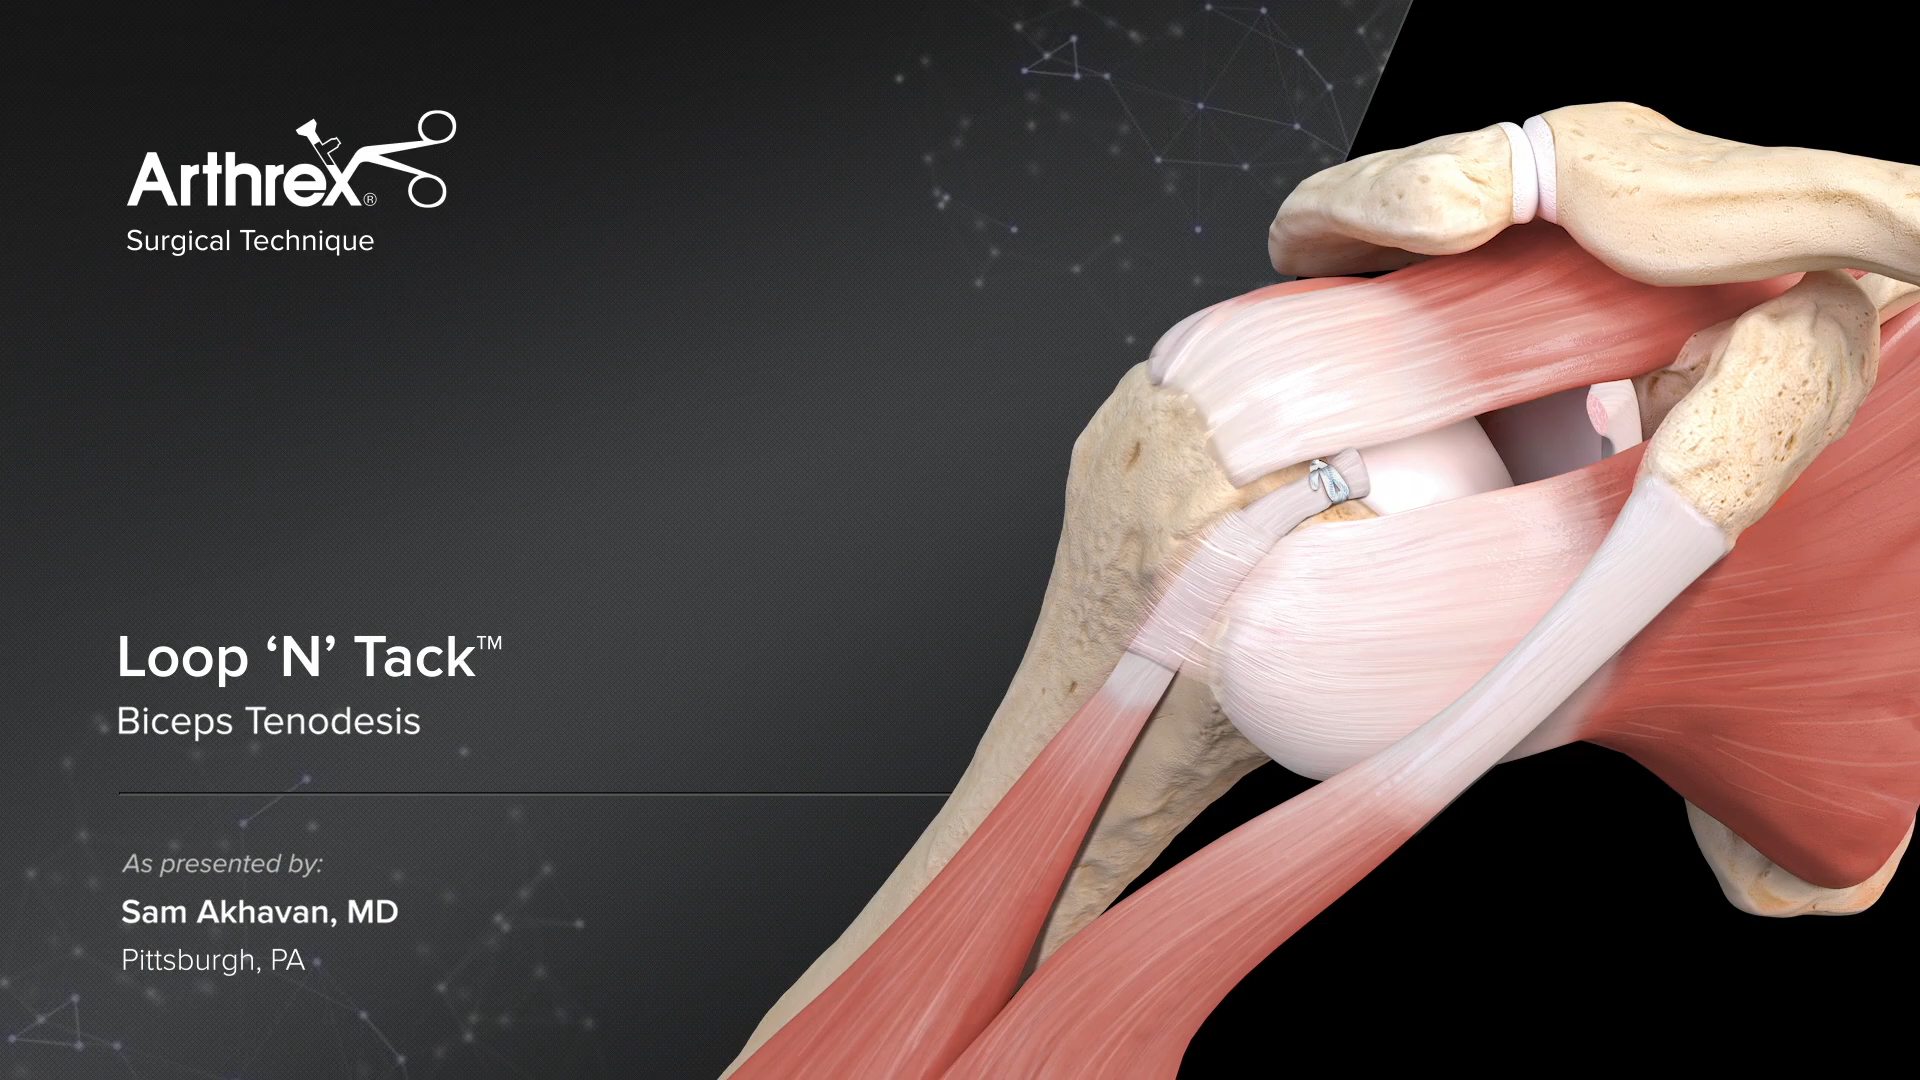 Arthrex®
Surgical Technique
Loop ‘N’ Tack™
Biceps Tenodesis
As presented by:
Sam Akhavan, MD
Pittsburgh, PA